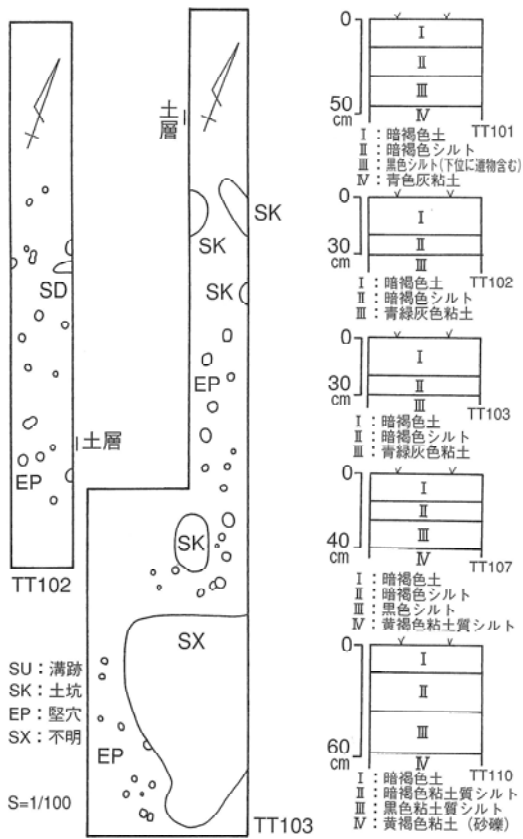 土層
SK
SK
SK
SD
EP
EP
土層
EP
SK
TT102
SX
EP
TT103
SU：溝跡
SK：土坑
EP：竪穴
SX：不明
S=1/100
0
Ⅰ
Ⅱ
Ⅲ
50
cm
Ⅳ
TT101
Ⅰ：暗褐色土
Ⅱ：暗褐色シルト
Ⅲ：黒色シルト(下位に遺物含む)
Ⅳ：青色灰粘土
0
Ⅰ
Ⅱ
30
cm
Ⅲ
TT102
Ⅰ：暗褐色土
Ⅱ：暗褐色シルト
Ⅲ：青緑灰色粘土
0
Ⅰ
Ⅱ
30
cm
Ⅲ
TT103
Ⅰ：暗褐色土
Ⅱ：暗褐色シルト
Ⅲ：青緑灰色粘土
0
Ⅰ
Ⅱ
Ⅲ
40
cm
Ⅳ
TT107
Ⅰ：暗褐色土
Ⅱ：暗褐色シルト
Ⅲ：黒色シルト
Ⅳ：黄褐色粘土質シルト
0
Ⅰ
Ⅱ
Ⅲ
60
cm
Ⅳ
TT110
Ⅰ：暗褐色土
Ⅱ：暗褐色粘土質シルト
Ⅲ：黒色粘土質シルト
Ⅳ：黄褐色粘土（砂礫）